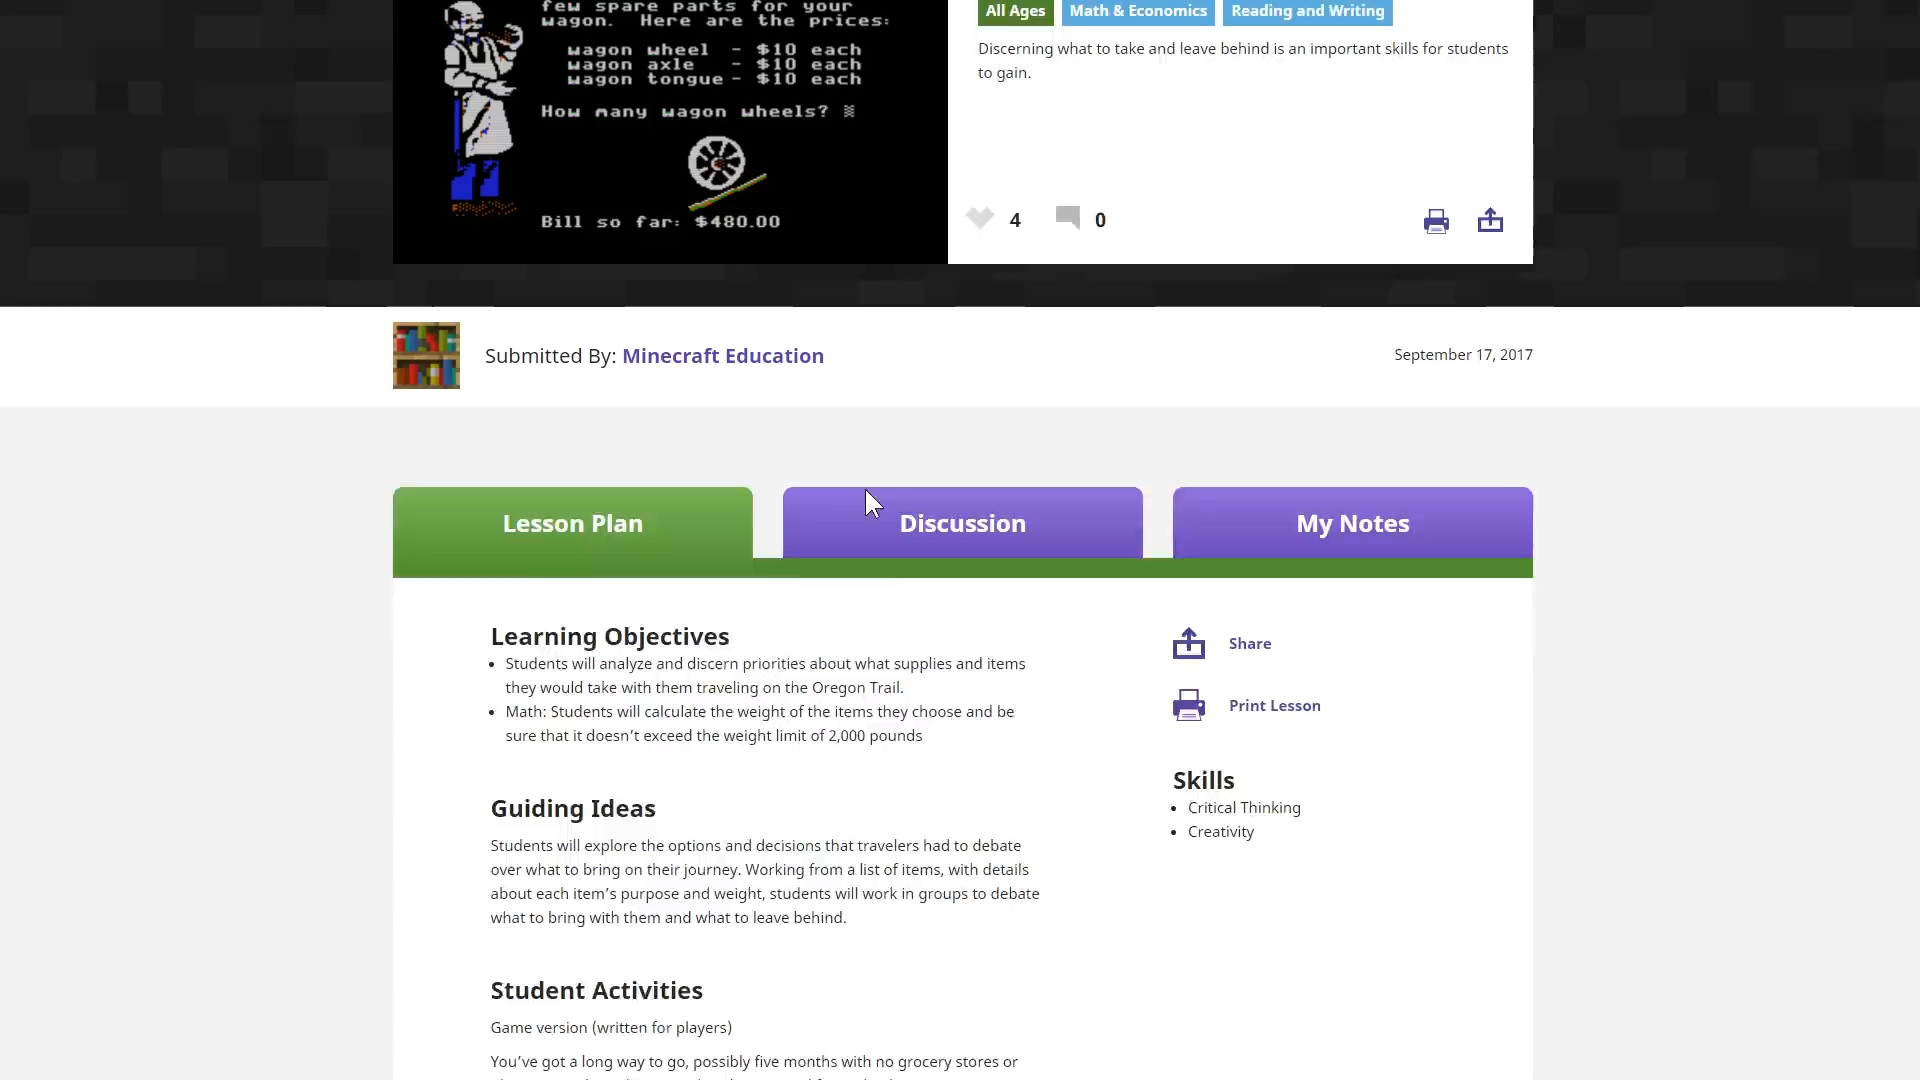 few spare parts for your
wagon. Here are the prices:
wagon wheel - $10 each
wagon axle - $10 each
wagon tongue - $10 each
How many wagon wheels?
Bill so far: $480.00
All Ages
Math & Economics
Reading and Writing
Discerning what to take and leave behind is an important skills for students
to gain.
4
0
Submitted By: Minecraft Education
September 17, 2017
Lesson Plan
Discussion
My Notes
Learning Objectives
• Students will analyze and discern priorities about what supplies and items
they would take with them traveling on the Oregon Trail.
• Math: Students will calculate the weight of the items they choose and be
sure that it doesn’t exceed the weight limit of 2,000 pounds
Guiding Ideas
Students will explore the options and decisions that travelers had to debate
over what to bring on their journey. Working from a list of items, with details
about each item’s purpose and weight, students will work in groups to debate
what to bring with them and what to leave behind.
Student Activities
Game version (written for players)
You’ve got a long way to go, possibly five months with no grocery stores or
Share
Print Lesson
Skills
• Critical Thinking
• Creativity